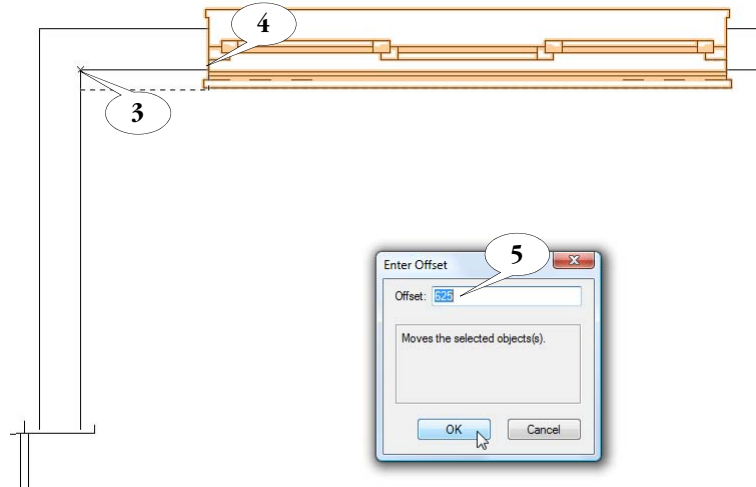 4
3
5
Enter Offset
Offset: 625
Moves the selected objects(s).
OK Cancel